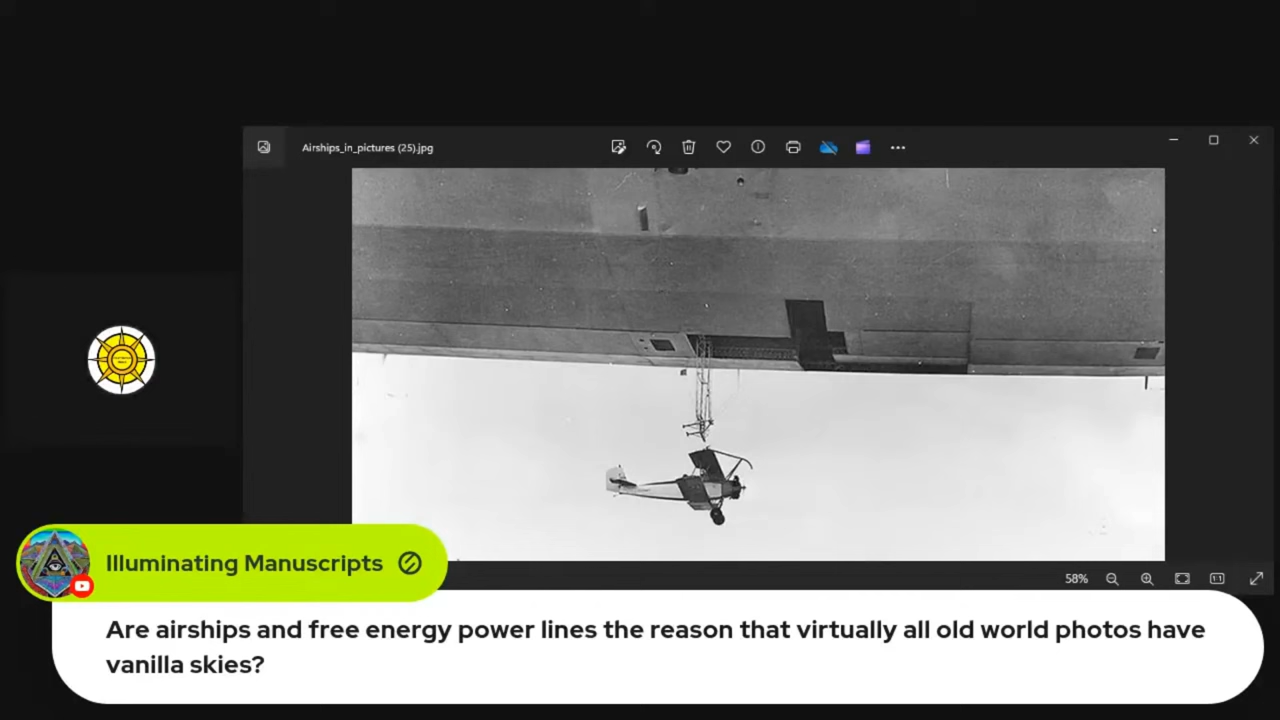 Airships_in_pictures (25).jpg
58%
Illuminating Manuscripts
Are airships and free energy power lines the reason that virtually all old world photos have
vanilla skies?